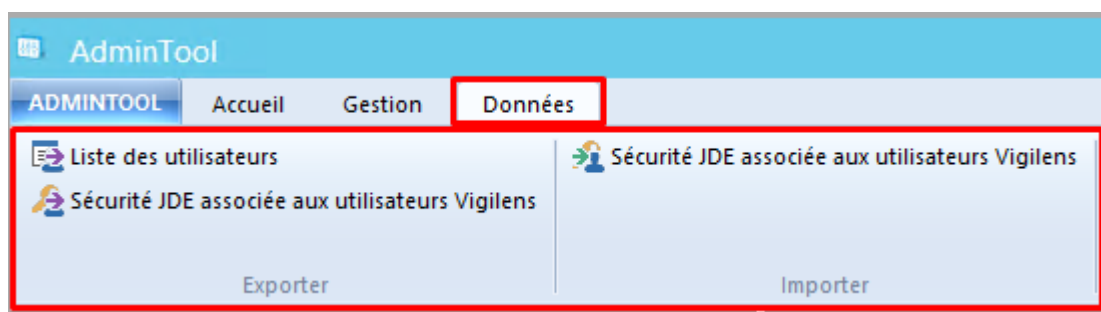 AdminTool
ADMINTOOL Accueil Gestion Données
Liste des utilisateurs
Sécurité JDE associée aux utilisateurs Vigilens
Exporter
Sécurité JDE associée aux utilisateurs Vigilens
Importer